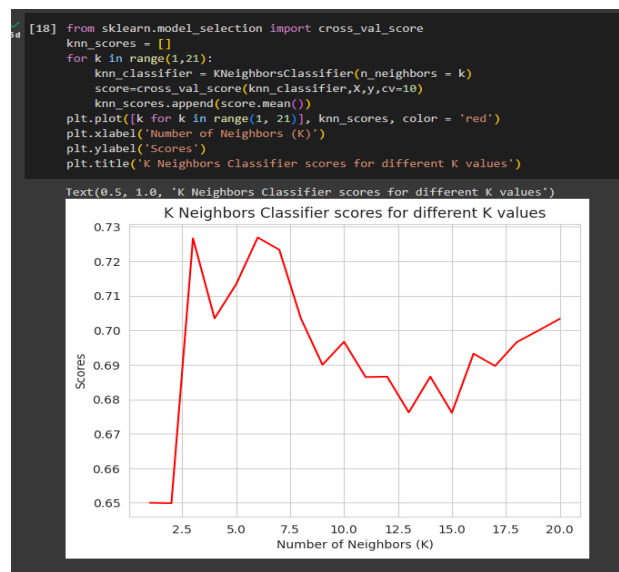 [18] from sklearn.model_selection import cross_val_score
knn_scores = []
for k in range(1,21):
    knn_classifier = KNeighborsClassifier(n_neighbors = k)
    score=cross_val_score(knn_classifier,X,y,cv=10)
    knn_scores.append(score.mean())
plt.plot([k for k in range(1, 21)], knn_scores, color = 'red')
plt.xlabel('Number of Neighbors (K)')
plt.ylabel('Scores')
plt.title('K Neighbors Classifier scores for different K values')
Text(0.5, 1.0, 'K Neighbors Classifier scores for different K values')
K Neighbors Classifier scores for different K values
0.73
0.72
0.71
0.70
0.69
0.68
0.67
0.66
0.65
Scores
2.5 5.0 7.5 10.0 12.5 15.0 17.5 20.0
Number of Neighbors (K)